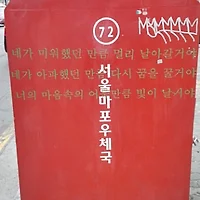 72
네가 미워했던 만큼 멀리 날아갈거야
네가 아파했던 만큼 다시 꿈을 꿀거야
너의 마음속의 어둠만큼 빛이 날거야
서울마포우체국